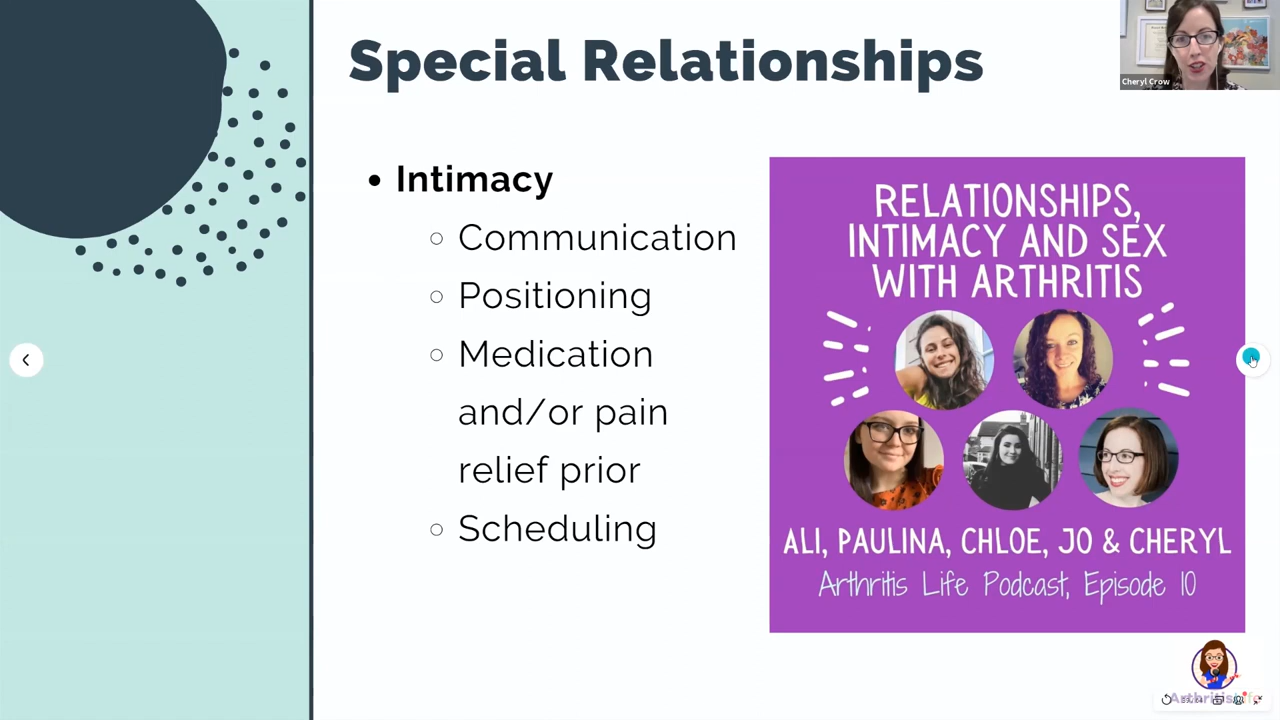 Special Relationships
Cheryl Crow
• Intimacy
○ Communication
○ Positioning
○ Medication
and/or pain
relief prior
○ Scheduling
RELATIONSHIPS,
INTIMACY AND SEX
WITH ARTHRITIS
ALI, PAULINA, CHLOE, JO & CHERYL
Arthritis Life Podcast, Episode 10